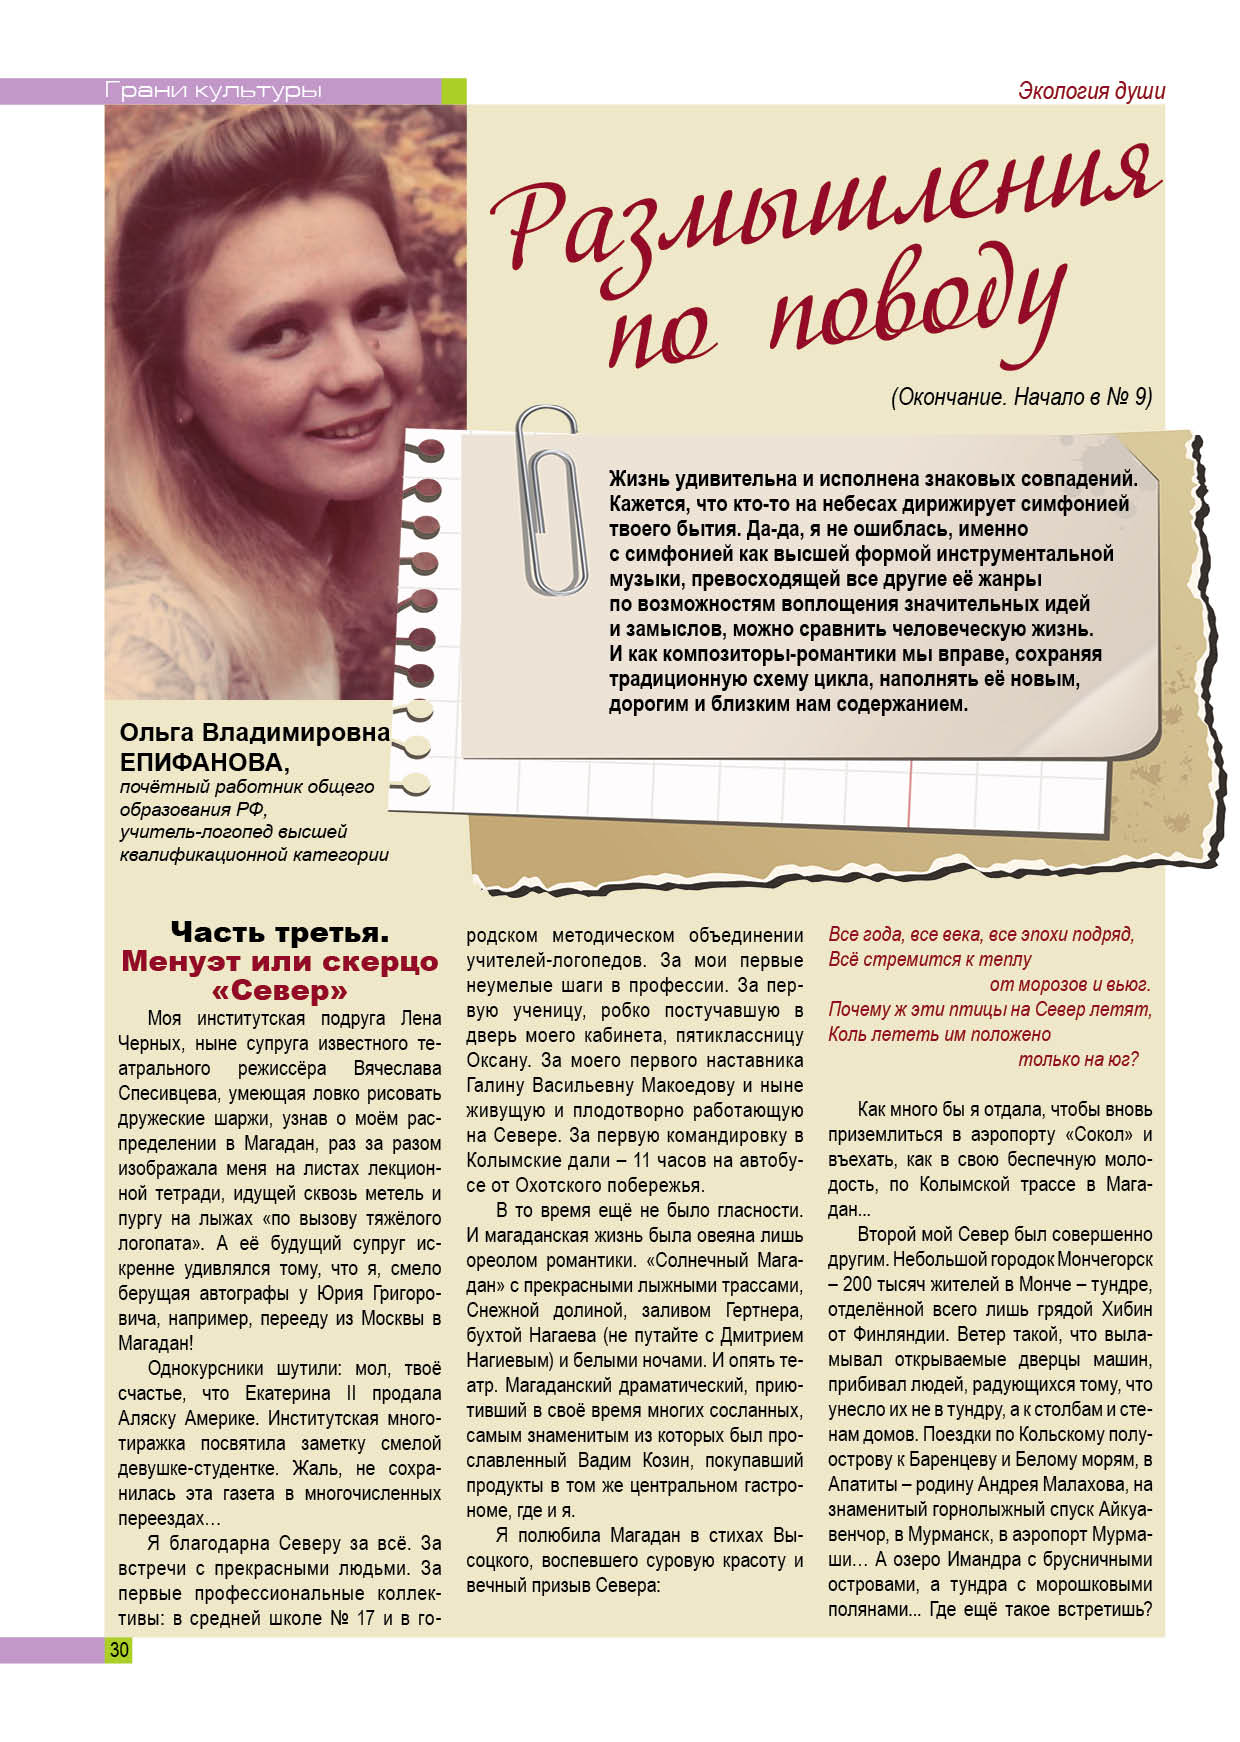 Грани культуры
Экология души
Размышления
по поводу
(Окончание. Начало в № 9)
Жизнь удивительна и исполнена знаковых совпадений.
Кажется, что кто-то на небесах дирижирует симфонией
твоего бытия. Да-да, я не ошиблась, именно
с симфонией как высшей формой инструментальной
музыки, превосходящей все другие её жанры
по возможностям воплощения значительных идей
и замыслов, можно сравнить человеческую жизнь.
И как композиторы-романтики мы вправе, сохраняя
традиционную схему цикла, наполнять её новым,
дорогим и близким нам содержанием.
Ольга Владимировна
ЕПИФАНОВА,
почётный работник общего
образования РФ,
учитель-логопед высшей
квалификационной категории
Часть третья.
Менуэт или скерцо
«Север»
Моя институтская подруга Лена
Черных, ныне супруга известного те-
атрального режиссёра Вячеслава
Спесивцева, умеющая ловко рисовать
дружеские шаржи, узнав о моём рас-
пределении в Магадан, раз за разом
изображала меня на листах лекцион-
ной тетради, идущей сквозь метель и
пургу на лыжах «по вызову тяжёлого
логопата». А её будущий супруг ис-
кренне удивлялся тому, что я, смело
берущая автографы у Юрия Григоро-
вича, например, перееду из Москвы в
Магадан!
Однокурсники шутили: мол, твоё
счастье, что Екатерина II продала
Аляску Америке. Институтская много-
тиражка посвятила заметку смелой
девушке-студентке. Жаль, не сохра-
нилась эта газета в многочисленных
переездах…
Я благодарна Северу за всё. За
встречи с прекрасными людьми. За
первые профессиональные коллек-
тивы: в средней школе № 17 и в го-
родском методическом объединении
учителей-логопедов. За мои первые
неумелые шаги в профессии. За пер-
вую ученицу, робко постучавшую в
дверь моего кабинета, пятиклассницу
Оксану. За моего первого наставника
Галину Васильевну Макоедову и ныне
живущую и плодотворно работающую
на Севере. За первую командировку в
Колымские дали – 11 часов на автобу-
се от Охотского побережья.
В то время ещё не было гласности.
И магаданская жизнь была овеяна лишь
ореолом романтики. «Солнечный Мага-
дан» с прекрасными лыжными трассами,
Снежной долиной, заливом Гертнера,
бухтой Нагаева (не путайте с Дмитрием
Нагиевым) и белыми ночами. И опять те-
атр. Магаданский драматический, прию-
тивший в своё время многих сосланных,
самым знаменитым из которых был про-
славленный Вадим Козин, покупавший
продукты в том же центральном гастро-
номе, где и я.
Я полюбила Магадан в стихах Вы-
соцкого, воспевшего суровую красоту и
вечный призыв Севера:
Все года, все века, все эпохи подряд,
Всё стремится к теплу
от морозов и вьюг.
Почему ж эти птицы на Север летят,
Коль лететь им положено
только на юг?
Как много бы я отдала, чтобы вновь
приземлиться в аэропорту «Сокол» и
въехать, как в свою беспечную моло-
дость, по Колымской трассе в Мага-
дан...
Второй мой Север был совершенно
другим. Небольшой городок Мончегорск
– 200 тысяч жителей в Монче – тундре,
отделённой всего лишь грядой Хибин
от Финляндии. Ветер такой, что выла-
мывал открываемые дверцы машин,
прибивал людей, радующихся тому, что
унесло их не в тундру, а к столбам и сте-
нам домов. Поездки по Кольскому полу-
острову к Баренцеву и Белому морям, в
Апатиты – родину Андрея Малахова, на
знаменитый горнолыжный спуск Айкуа-
венчор, в Мурманск, в аэропорт Мурма-
ши… А озеро Имандра с брусничными
островами, а тундра с морошковыми
полянами... Где ещё такое встретишь?
30